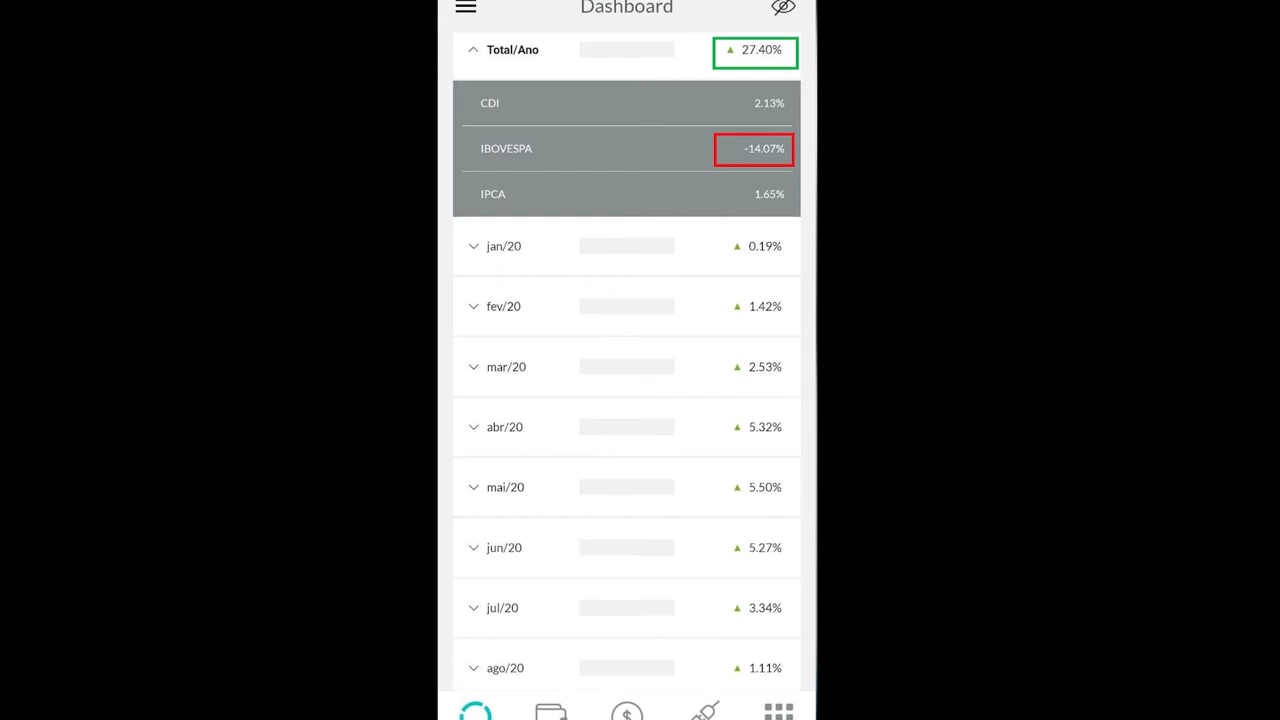 Dashboard
Total/Ano 27.40%
CDI 2.13%
IBOVESPA -14.07%
IPCA 1.65%
jan/20 0.19%
fev/20 1.42%
mar/20 2.53%
abr/20 5.32%
mai/20 5.50%
jun/20 5.27%
jul/20 3.34%
ago/20 1.11%